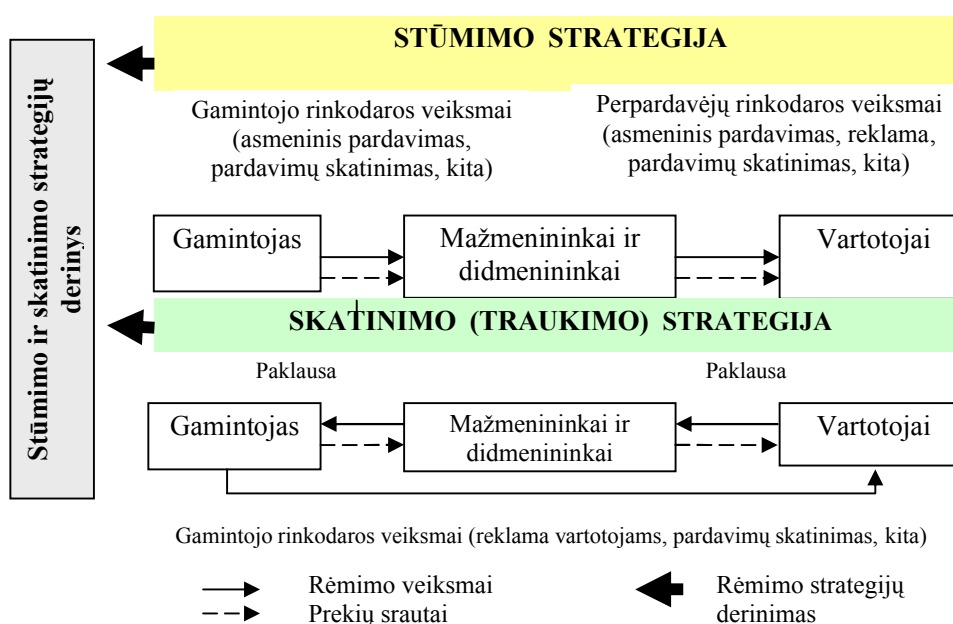 Stūmimo ir skatinimo strategijų
derinys
STŪMIMO STRATEGIJA
Gamintojo rinkodaros veiksmai
(asmeninis pardavimas,
pardavimų skatinimas, kita)
Perpardavėjų rinkodaros veiksmai
(asmeninis pardavimas, reklama,
pardavimų skatinimas, kita)
Gamintojas
Mažmenininkai ir
didmenininkai
Vartotojai
SKATINIMO (TRAUKIMO) STRATEGIJA
Paklausa
Paklausa
Gamintojas
Mažmenininkai ir
didmenininkai
Vartotojai
Gamintojo rinkodaros veiksmai (reklama vartotojams, pardavimų skatinimas, kita)
Rėmimo veiksmai
Prekių srautai
Rėmimo strategijų
derinimas